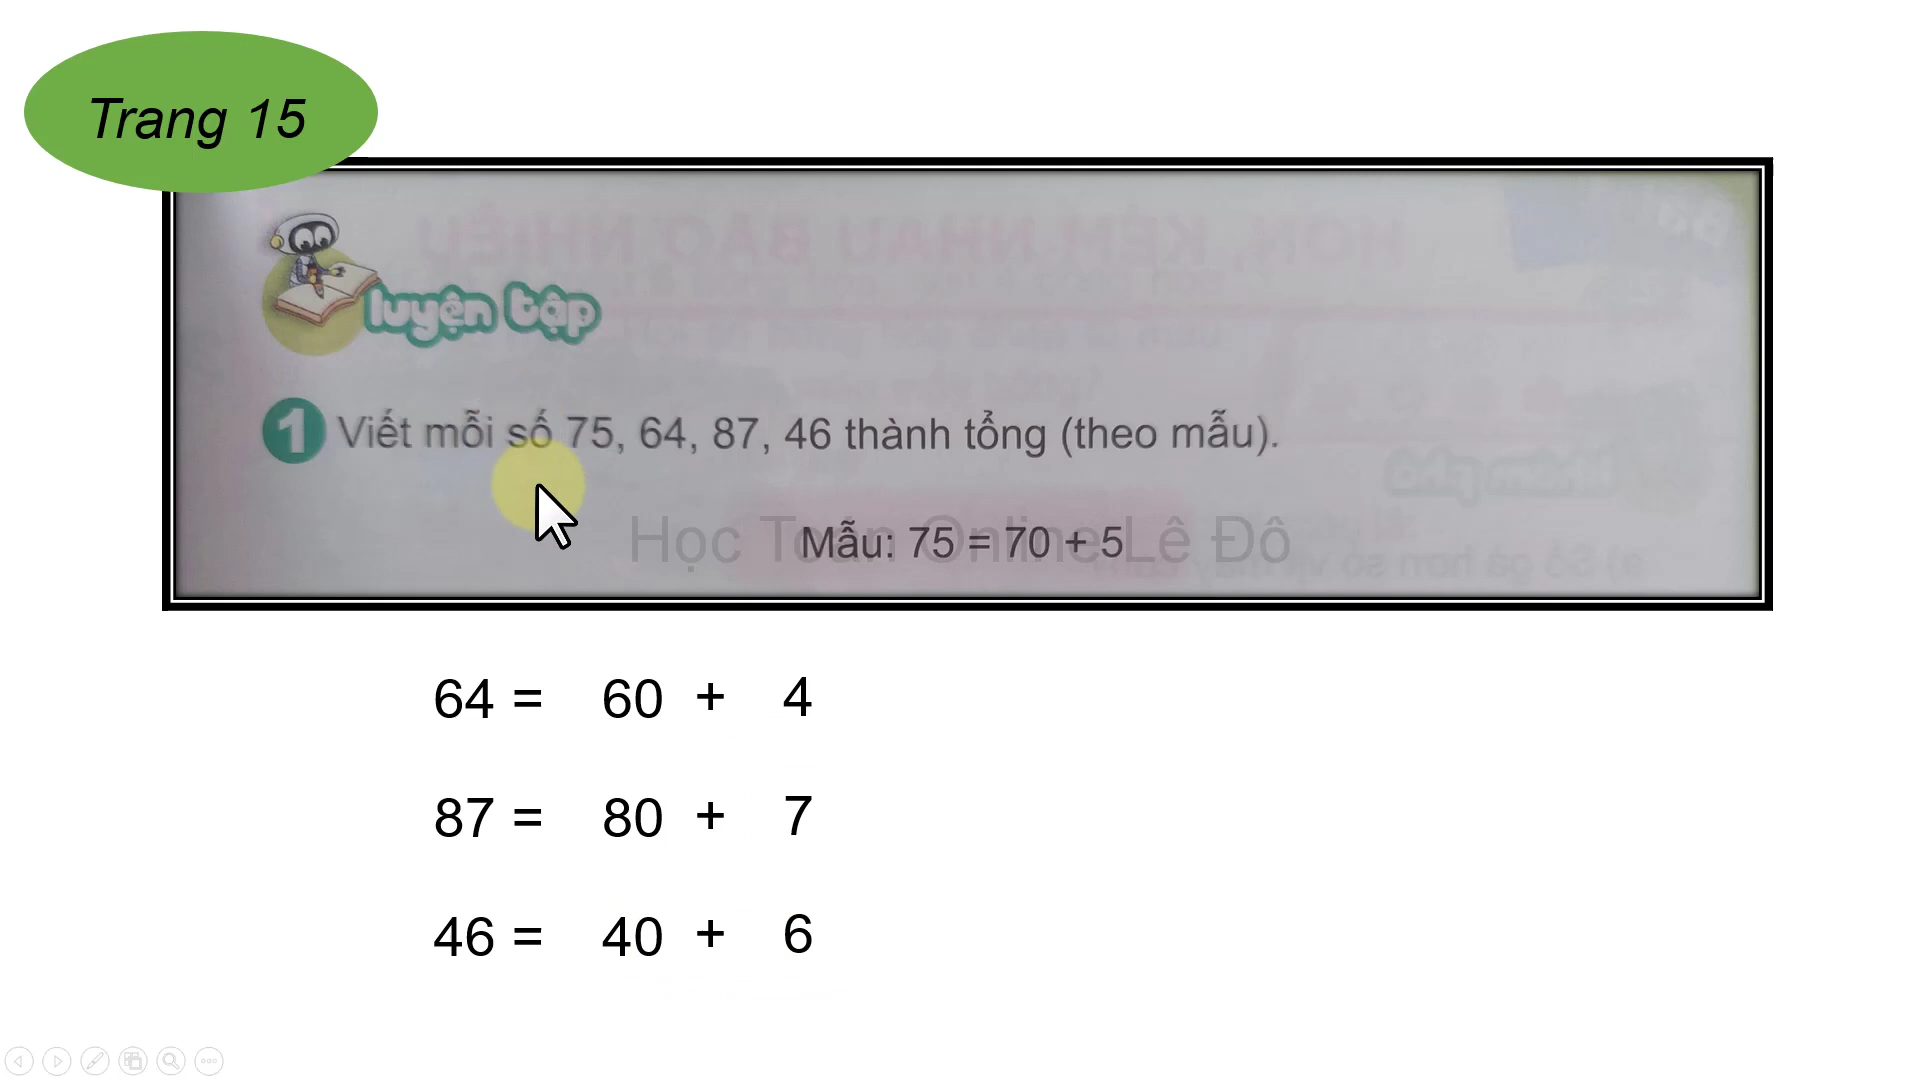 Trang 15
luyện tập
1 Viết mỗi số 75, 64, 87, 46 thành tổng (theo mẫu).
Học Toán Online Lê Đô
Mẫu: 75 = 70 + 5
64 = 60 + 4
87 = 80 + 7
46 = 40 + 6